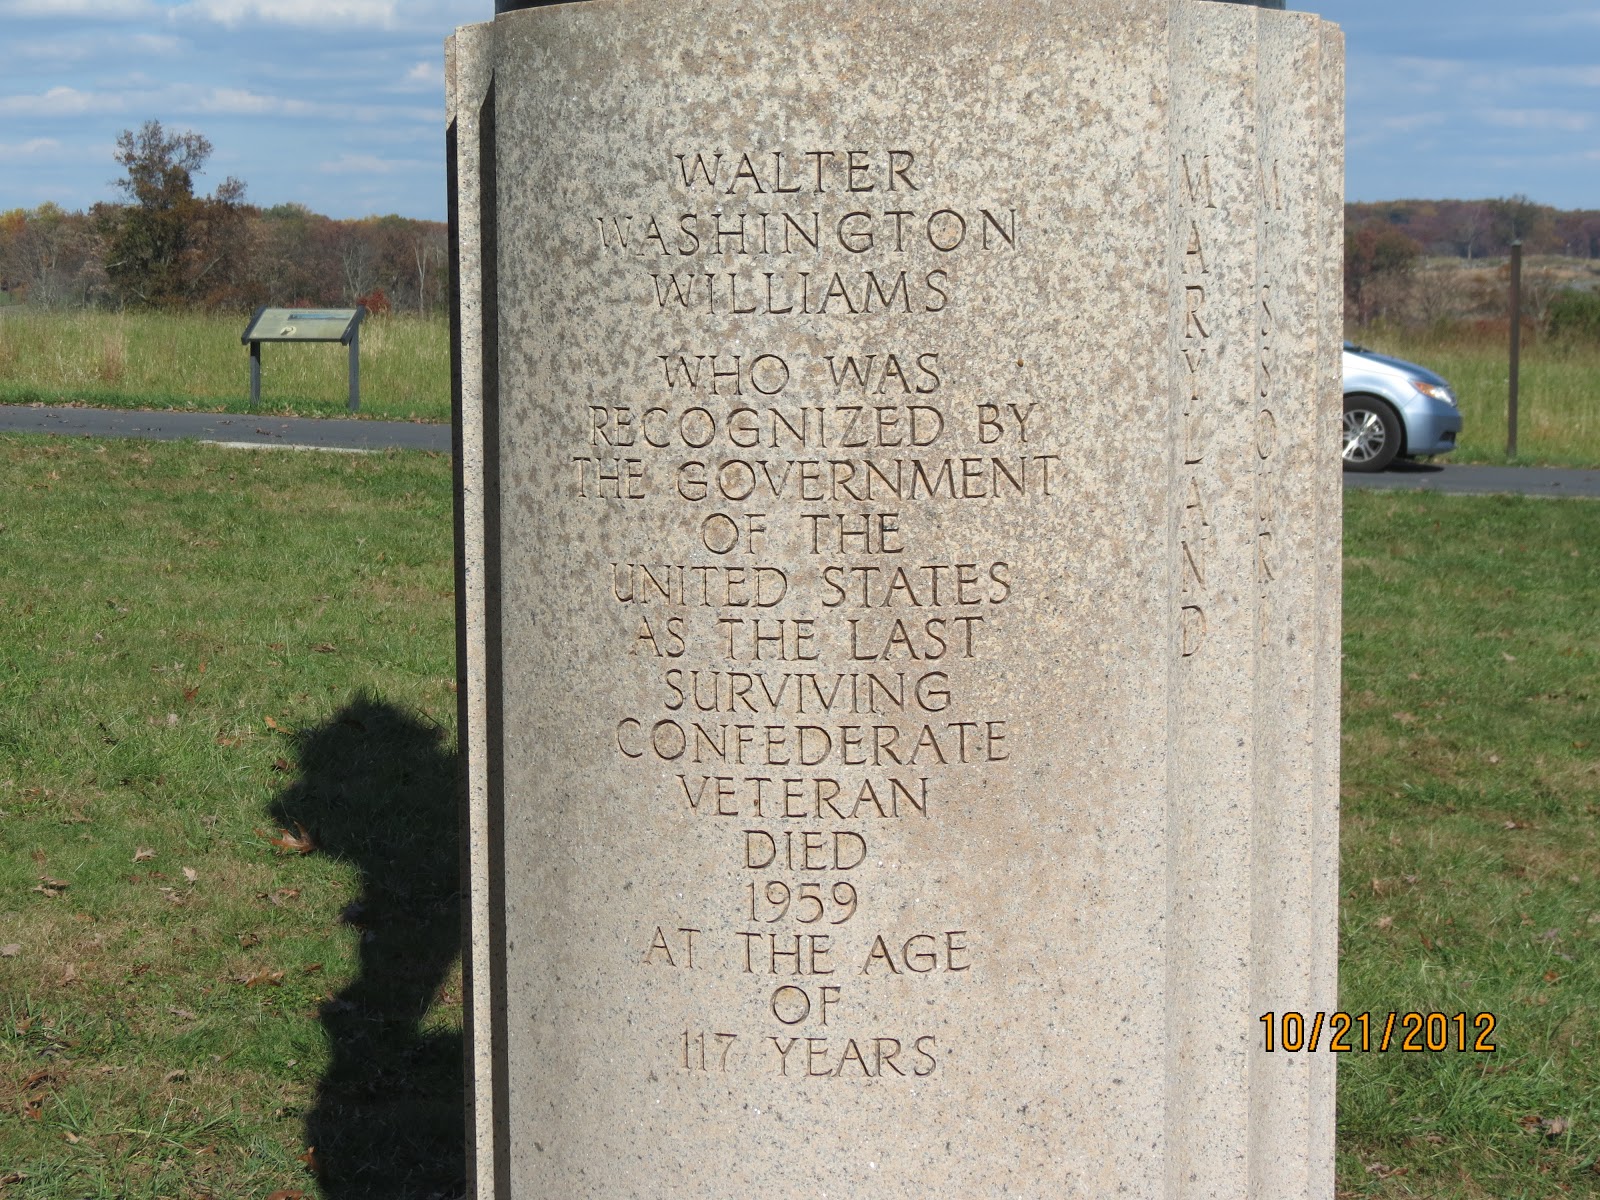 WALTER
WASHINGTON
WILLIAMS
WHO WAS
RECOGNIZED BY
THE GOVERNMENT
OF THE
UNITED STATES
AS THE LAST
SURVIVING
CONFEDERATE
VETERAN
DIED
1959
AT THE AGE
OF
117 YEARS
MARYLAND
MISSOURI
10/21/2012